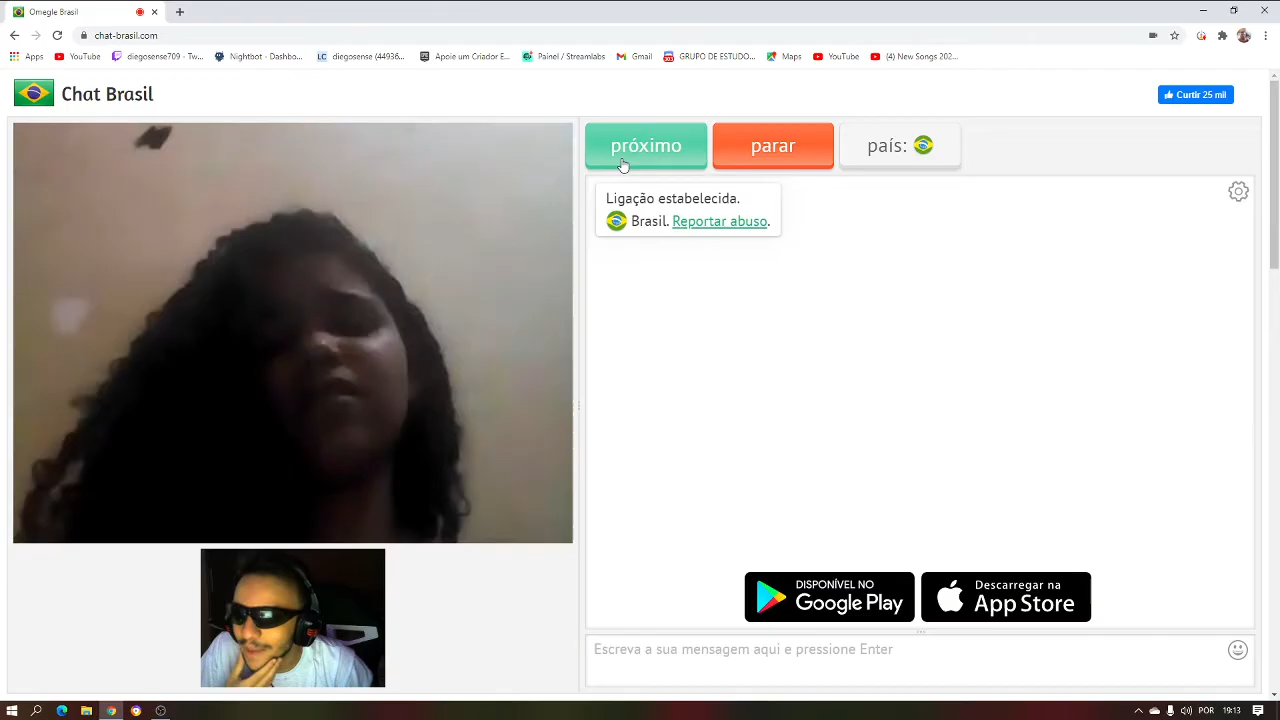 Omegle Brasil
chat-brasil.com
Apps
YouTube
diegosense709 - Tw...
Nightbot - Dashbo...
LC
diegosense (44936...
Apoie um Criador E...
Painel / Streamlabs
Gmail
GRUPO DE ESTUDO...
Maps
YouTube
(4) New Songs 202...
Chat Brasil
Curtir 25 mil
próximo
parar
país:
Ligação estabelecida.
Brasil. Reportar abuso.
DISPONÍVEL NO
Google Play
Descarregar na
App Store
Escreva a sua mensagem aqui e pressione Enter
POR
19:13